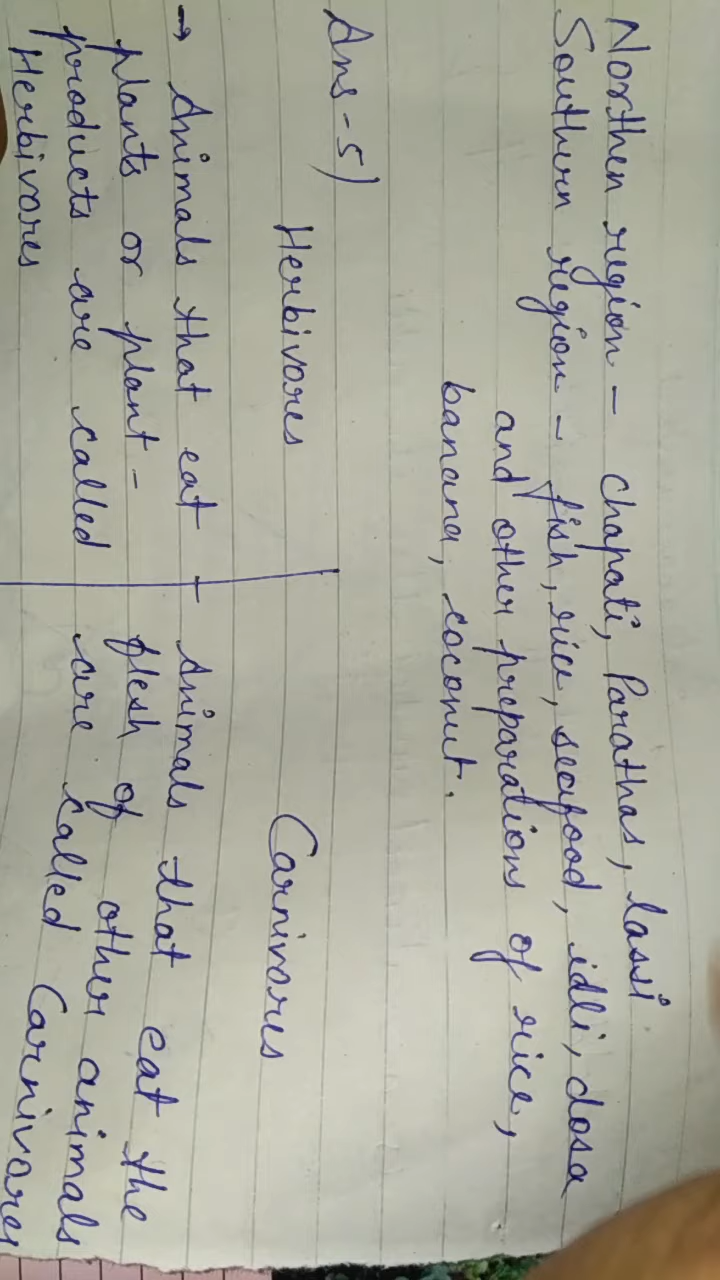 Northen region - Chapati, Parathas, lassi
Southern region - fish, rice, seafood, idli, dosa
and other preparations of rice,
banana, coconut.
Ans-5)
Herbivores
→ Animals that eat
plants or plant-
products are called
Herbivores
Carnivores
→ Animals that eat the
flesh of other animals
are called Carnivores